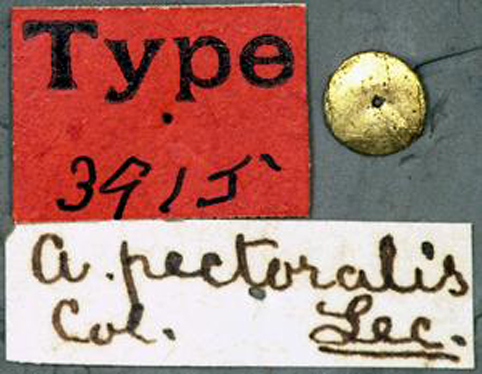 Type
3915
A. pectoralis
Col. Lec.